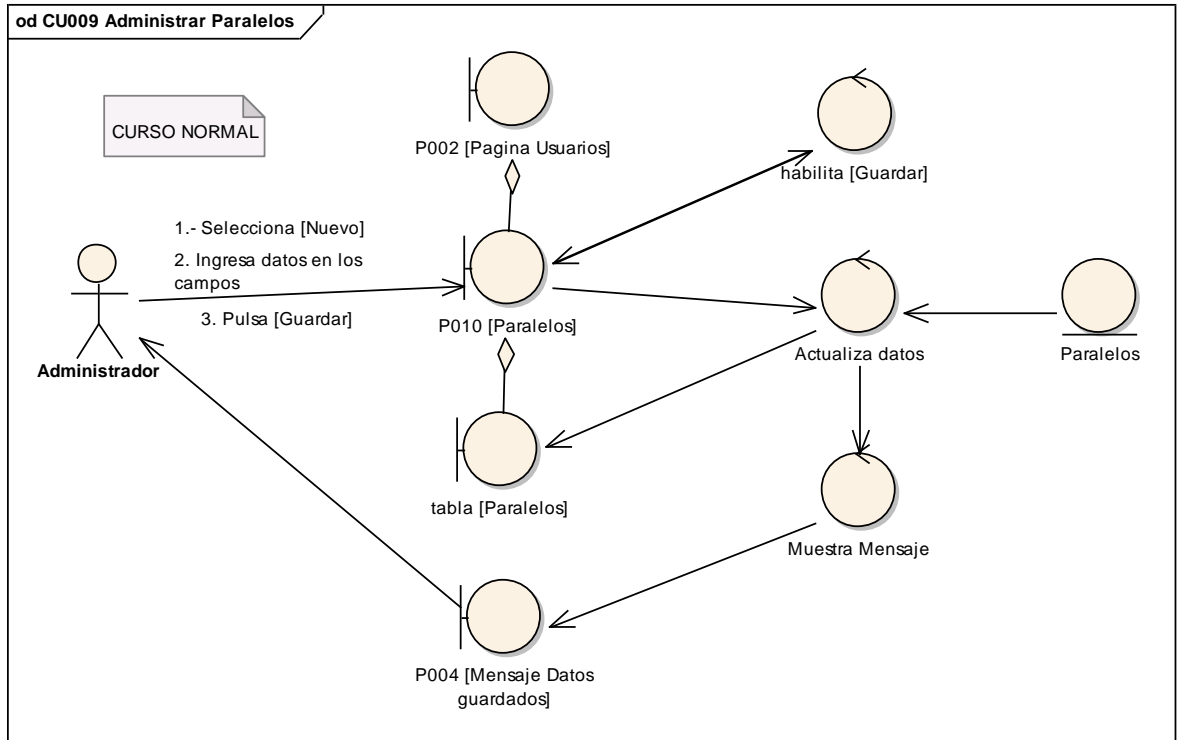 od CU009 Administrar Paralelos
CURSO NORMAL
P002 [Pagina Usuarios]
habilita [Guardar]
1.- Selecciona [Nuevo]
2. Ingresa datos en los
campos
3. Pulsa [Guardar]
P010 [Paralelos]
Actualiza datos
Paralelos
Administrador
tabla [Paralelos]
Muestra Mensaje
P004 [Mensaje Datos
guardados]